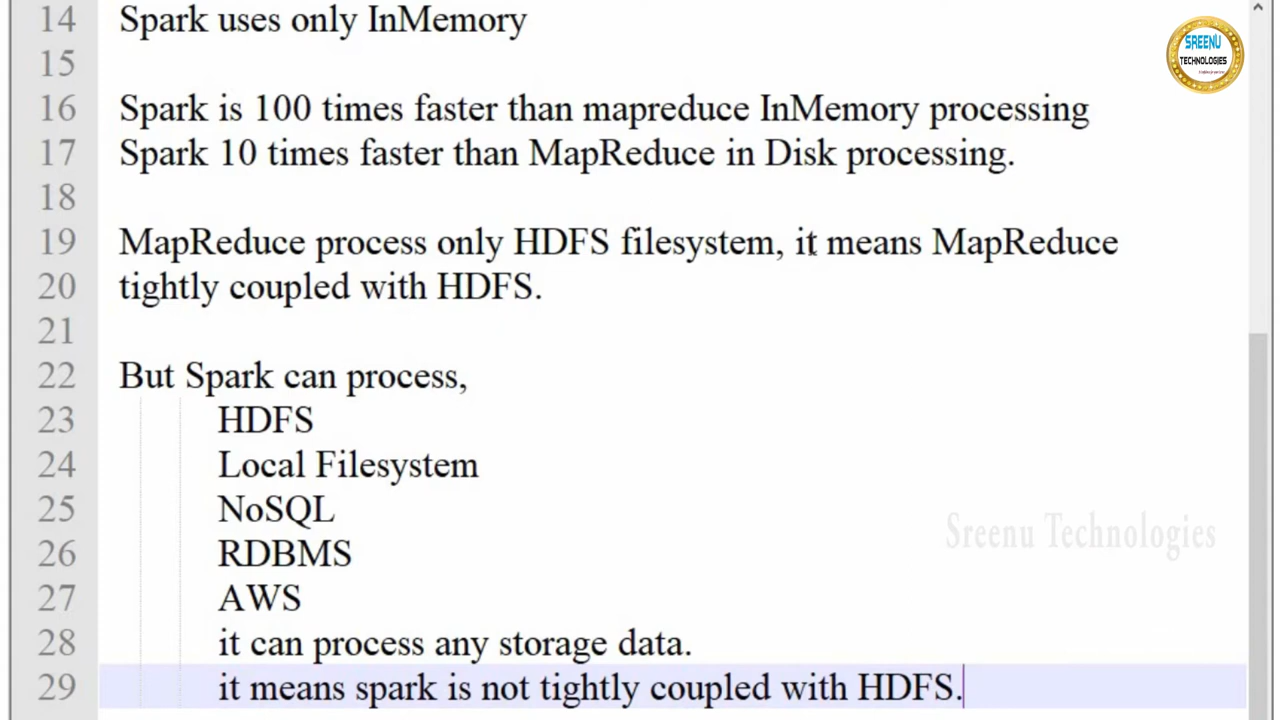 14 Spark uses only InMemory
15
16 Spark is 100 times faster than mapreduce InMemory processing
17 Spark 10 times faster than MapReduce in Disk processing.
18
19 MapReduce process only HDFS filesystem, it means MapReduce
20 tightly coupled with HDFS.
21
22 But Spark can process,
23 HDFS
24 Local Filesystem
25 NoSQL
26 RDBMS
27 AWS
28 it can process any storage data.
29 it means spark is not tightly coupled with HDFS.
SREENU
TECHNOLOGIES
Sreenu Technologies